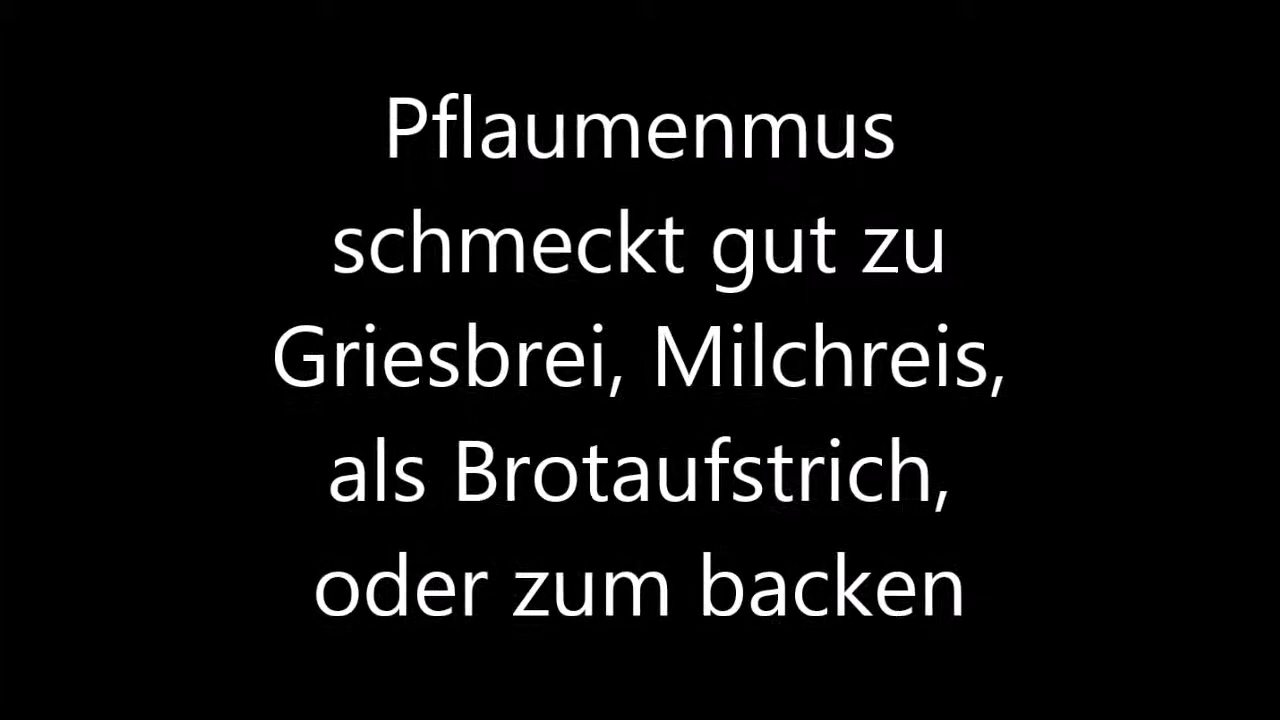 Pflaumenmus
schmeckt gut zu
Griesbrei, Milchreis,
als Brotaufstrich,
oder zum backen